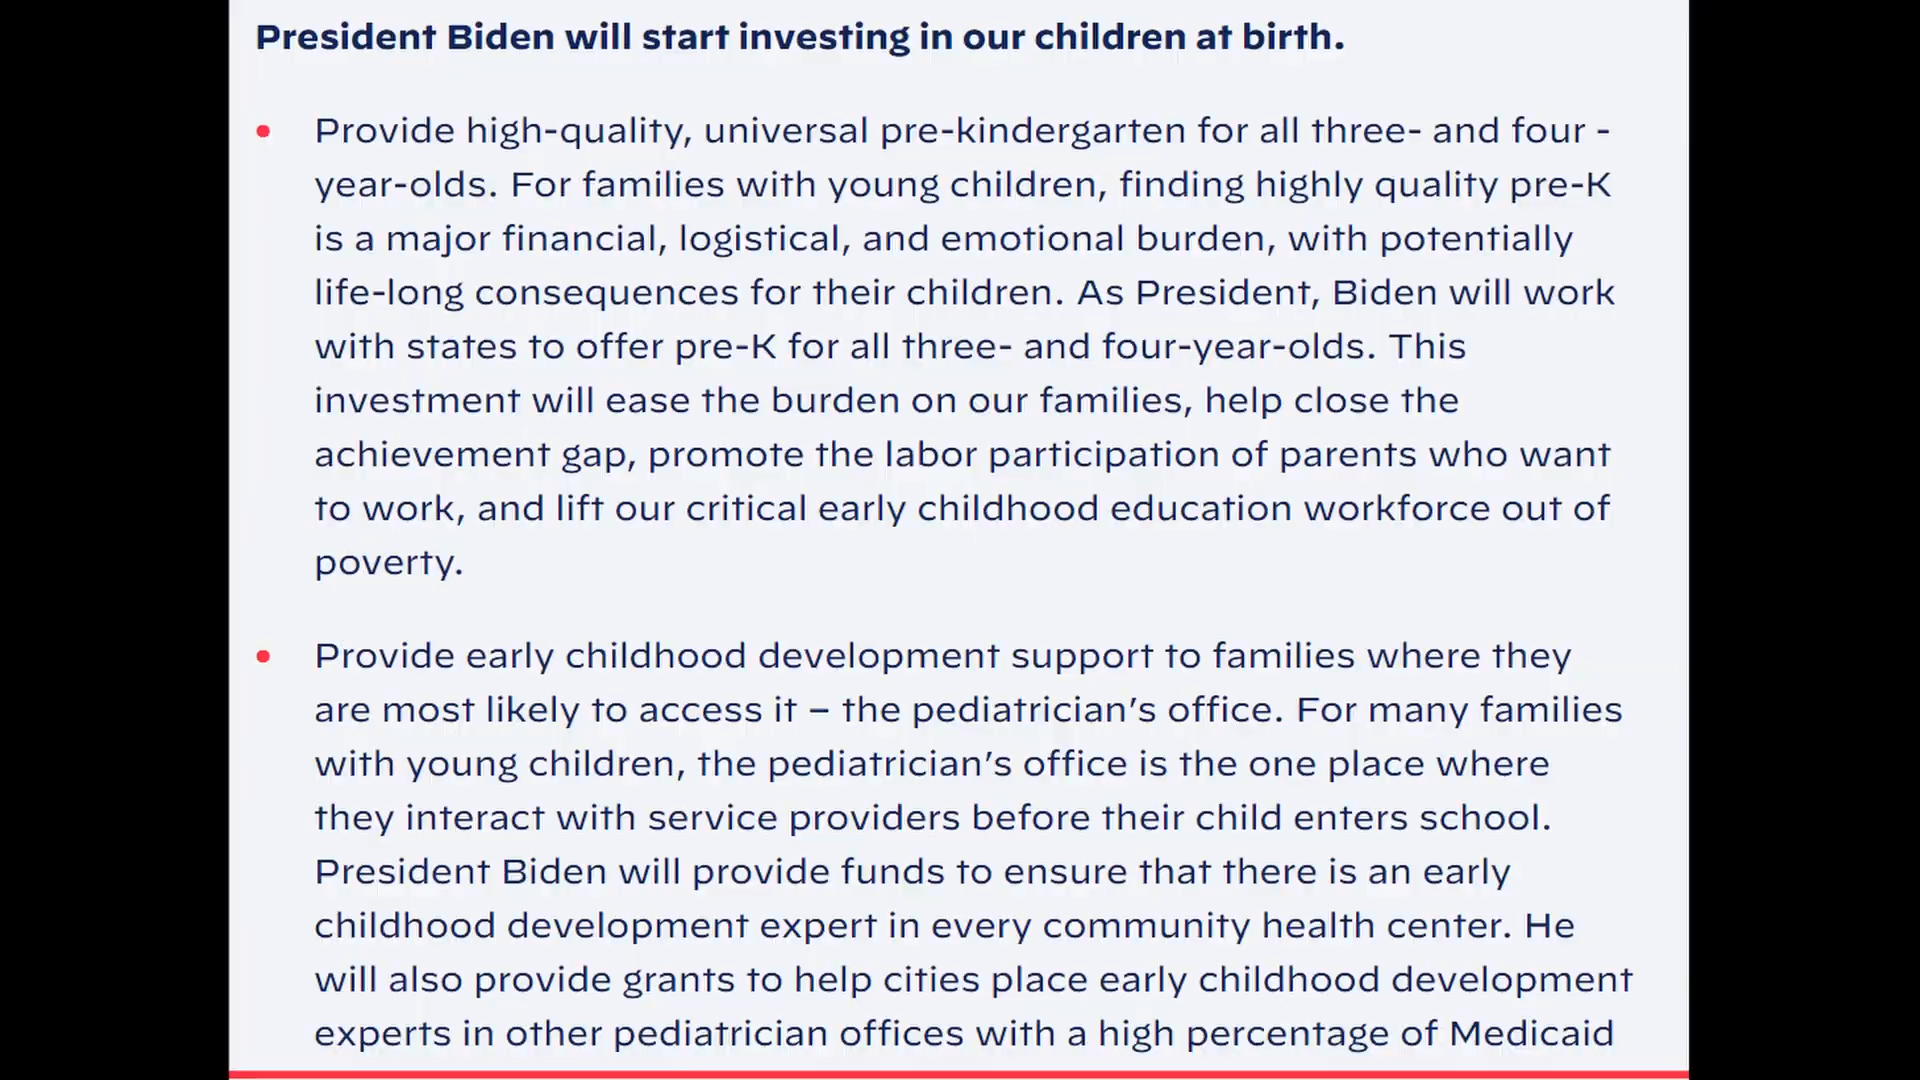 President Biden will start investing in our children at birth.
• Provide high-quality, universal pre-kindergarten for all three- and four -
year-olds. For families with young children, finding highly quality pre-K
is a major financial, logistical, and emotional burden, with potentially
life-long consequences for their children. As President, Biden will work
with states to offer pre-K for all three- and four-year-olds. This
investment will ease the burden on our families, help close the
achievement gap, promote the labor participation of parents who want
to work, and lift our critical early childhood education workforce out of
poverty.
• Provide early childhood development support to families where they
are most likely to access it – the pediatrician’s office. For many families
with young children, the pediatrician’s office is the one place where
they interact with service providers before their child enters school.
President Biden will provide funds to ensure that there is an early
childhood development expert in every community health center. He
will also provide grants to help cities place early childhood development
experts in other pediatrician offices with a high percentage of Medicaid